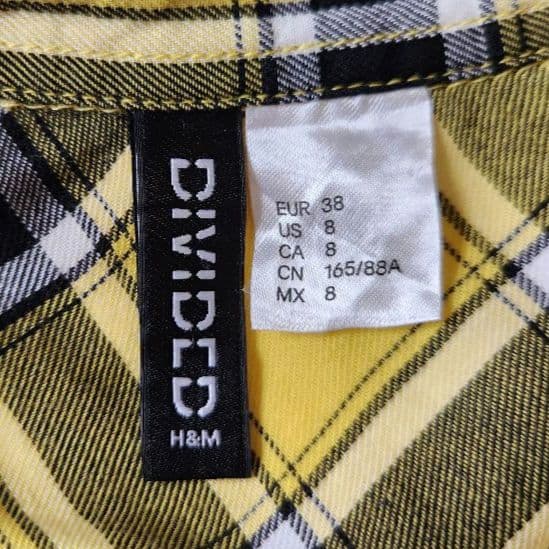 DIVIDED
H&M
EUR 38
US 8
CA 8
CN 165/88A
MX 8